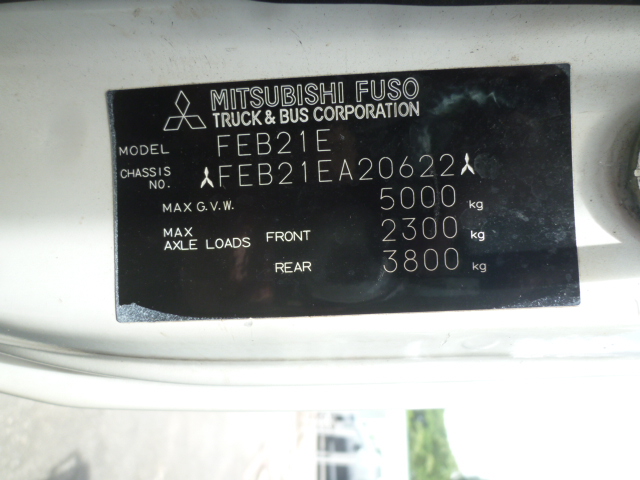 MITSUBISHI FUSO
TRUCK & BUS CORPORATION
MODEL FEB21E
CHASSIS NO. FEB21EA20622
MAX G.V.W. 5000 kg
MAX AXLE LOADS FRONT 2300 kg
REAR 3800 kg